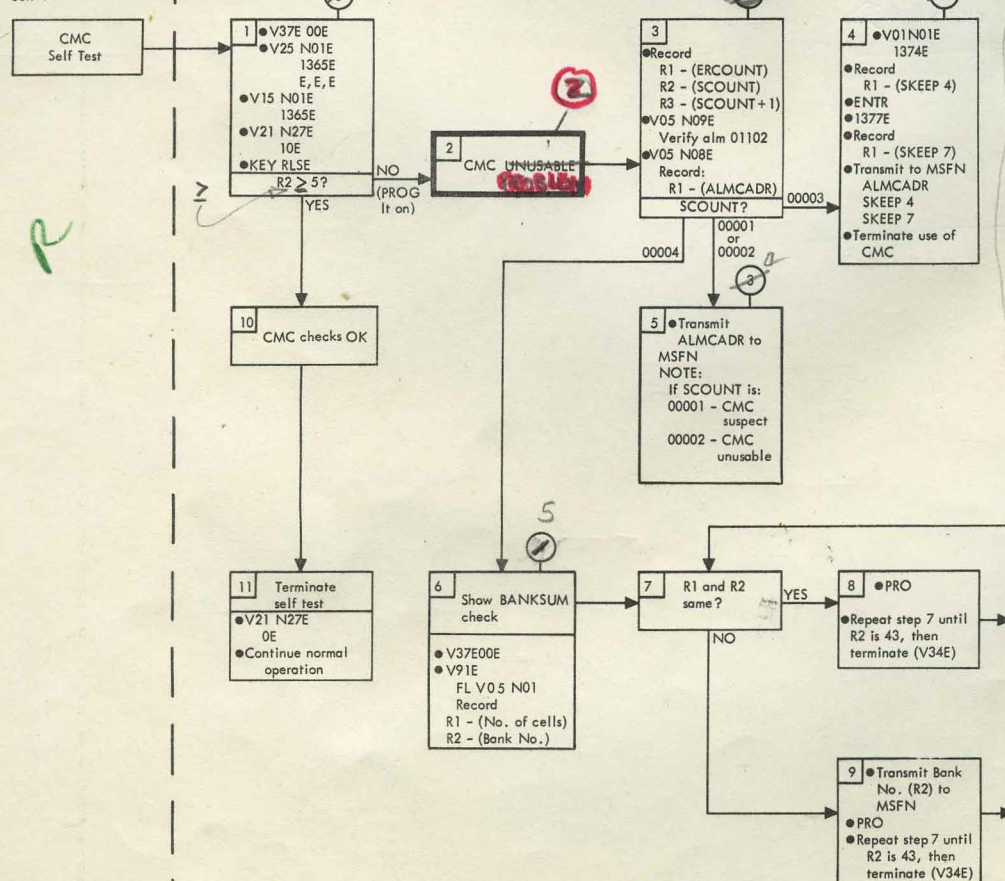 CMC
Self Test
1 ●V37E 00E
●V25 N01E
1365E
E,E,E
●V15 N01E
1365E
●V21 N27E
10E
●KEY RLSE
R2 ≥ 5?
≥
NO
(PROG
lt on)
YES
2
2
CMC UNUSABLE
PROBLEM
3
●Record
R1 - (ERCOUNT)
R2 - (SCOUNT)
R3 - (SCOUNT+1)
●V05 N09E
Verify alm 01102
●V05 N08E
Record:
R1 - (ALMCADR)
SCOUNT?
00003
00001
or
00002
00004
4 ●V01N01E
1374E
●Record
R1 - (SKEEP 4)
●ENTR
●1377E
●Record
R1 - (SKEEP 7)
●Transmit to MSFN
ALMCADR
SKEEP 4
SKEEP 7
●Terminate use of
CMC
R
10
CMC checks OK
3
5 ●Transmit
ALMCADR to
MSFN
NOTE:
If SCOUNT is:
00001 - CMC
suspect
00002 - CMC
unusable
5
11 Terminate
self test
●V21 N27E
0E
●Continue normal
operation
6
Show BANKSUM
check
●V37E00E
●V91E
FL V05 N01
Record
R1 - (No. of cells)
R2 - (Bank No.)
7 R1 and R2
same?
YES
NO
8 ●PRO
●Repeat step 7 until
R2 is 43, then
terminate (V34E)
9 ●Transmit Bank
No. (R2) to
MSFN
●PRO
●Repeat step 7 until
R2 is 43, then
terminate (V34E)